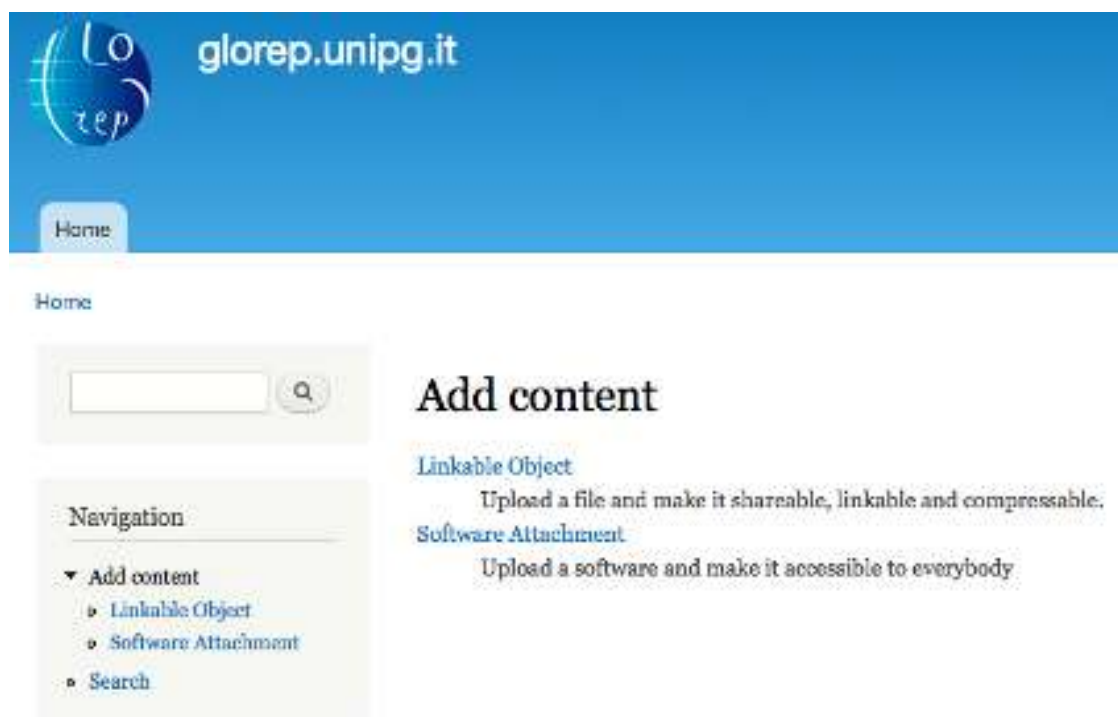 Lo
rep
glorep.unipg.it
Home
Home
Add content
Linkable Object
Upload a file and make it shareable, linkable and compressable.
Software Attachment
Upload a software and make it accessible to everybody
Navigation
Add content
Linkable Object
Software Attachment
Search